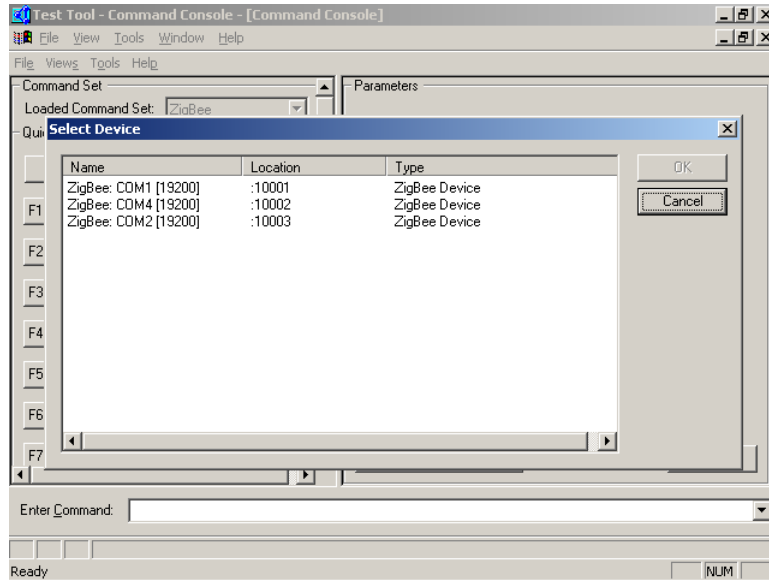 Test Tool - Command Console - [Command Console]
File View Tools Window Help
File Views Tools Help
Command Set
Parameters
Loaded Command Set: ZigBee
Select Device
Name Location Type
ZigBee: COM1 [19200] :10001 ZigBee Device
ZigBee: COM4 [19200] :10002 ZigBee Device
ZigBee: COM2 [19200] :10003 ZigBee Device
OK
Cancel
F1
F2
F3
F4
F5
F6
F7
Enter Command:
Ready
NUM